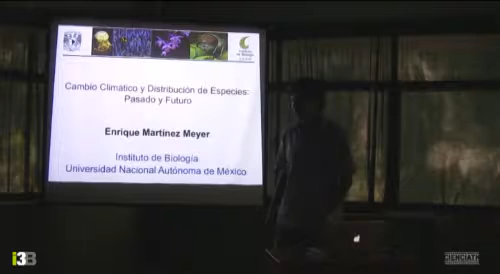 Cambio Climático y Distribución de Especies:
Pasado y Futuro
Enrique Martínez Meyer
Instituto de Biología
Universidad Nacional Autónoma de México
i3B